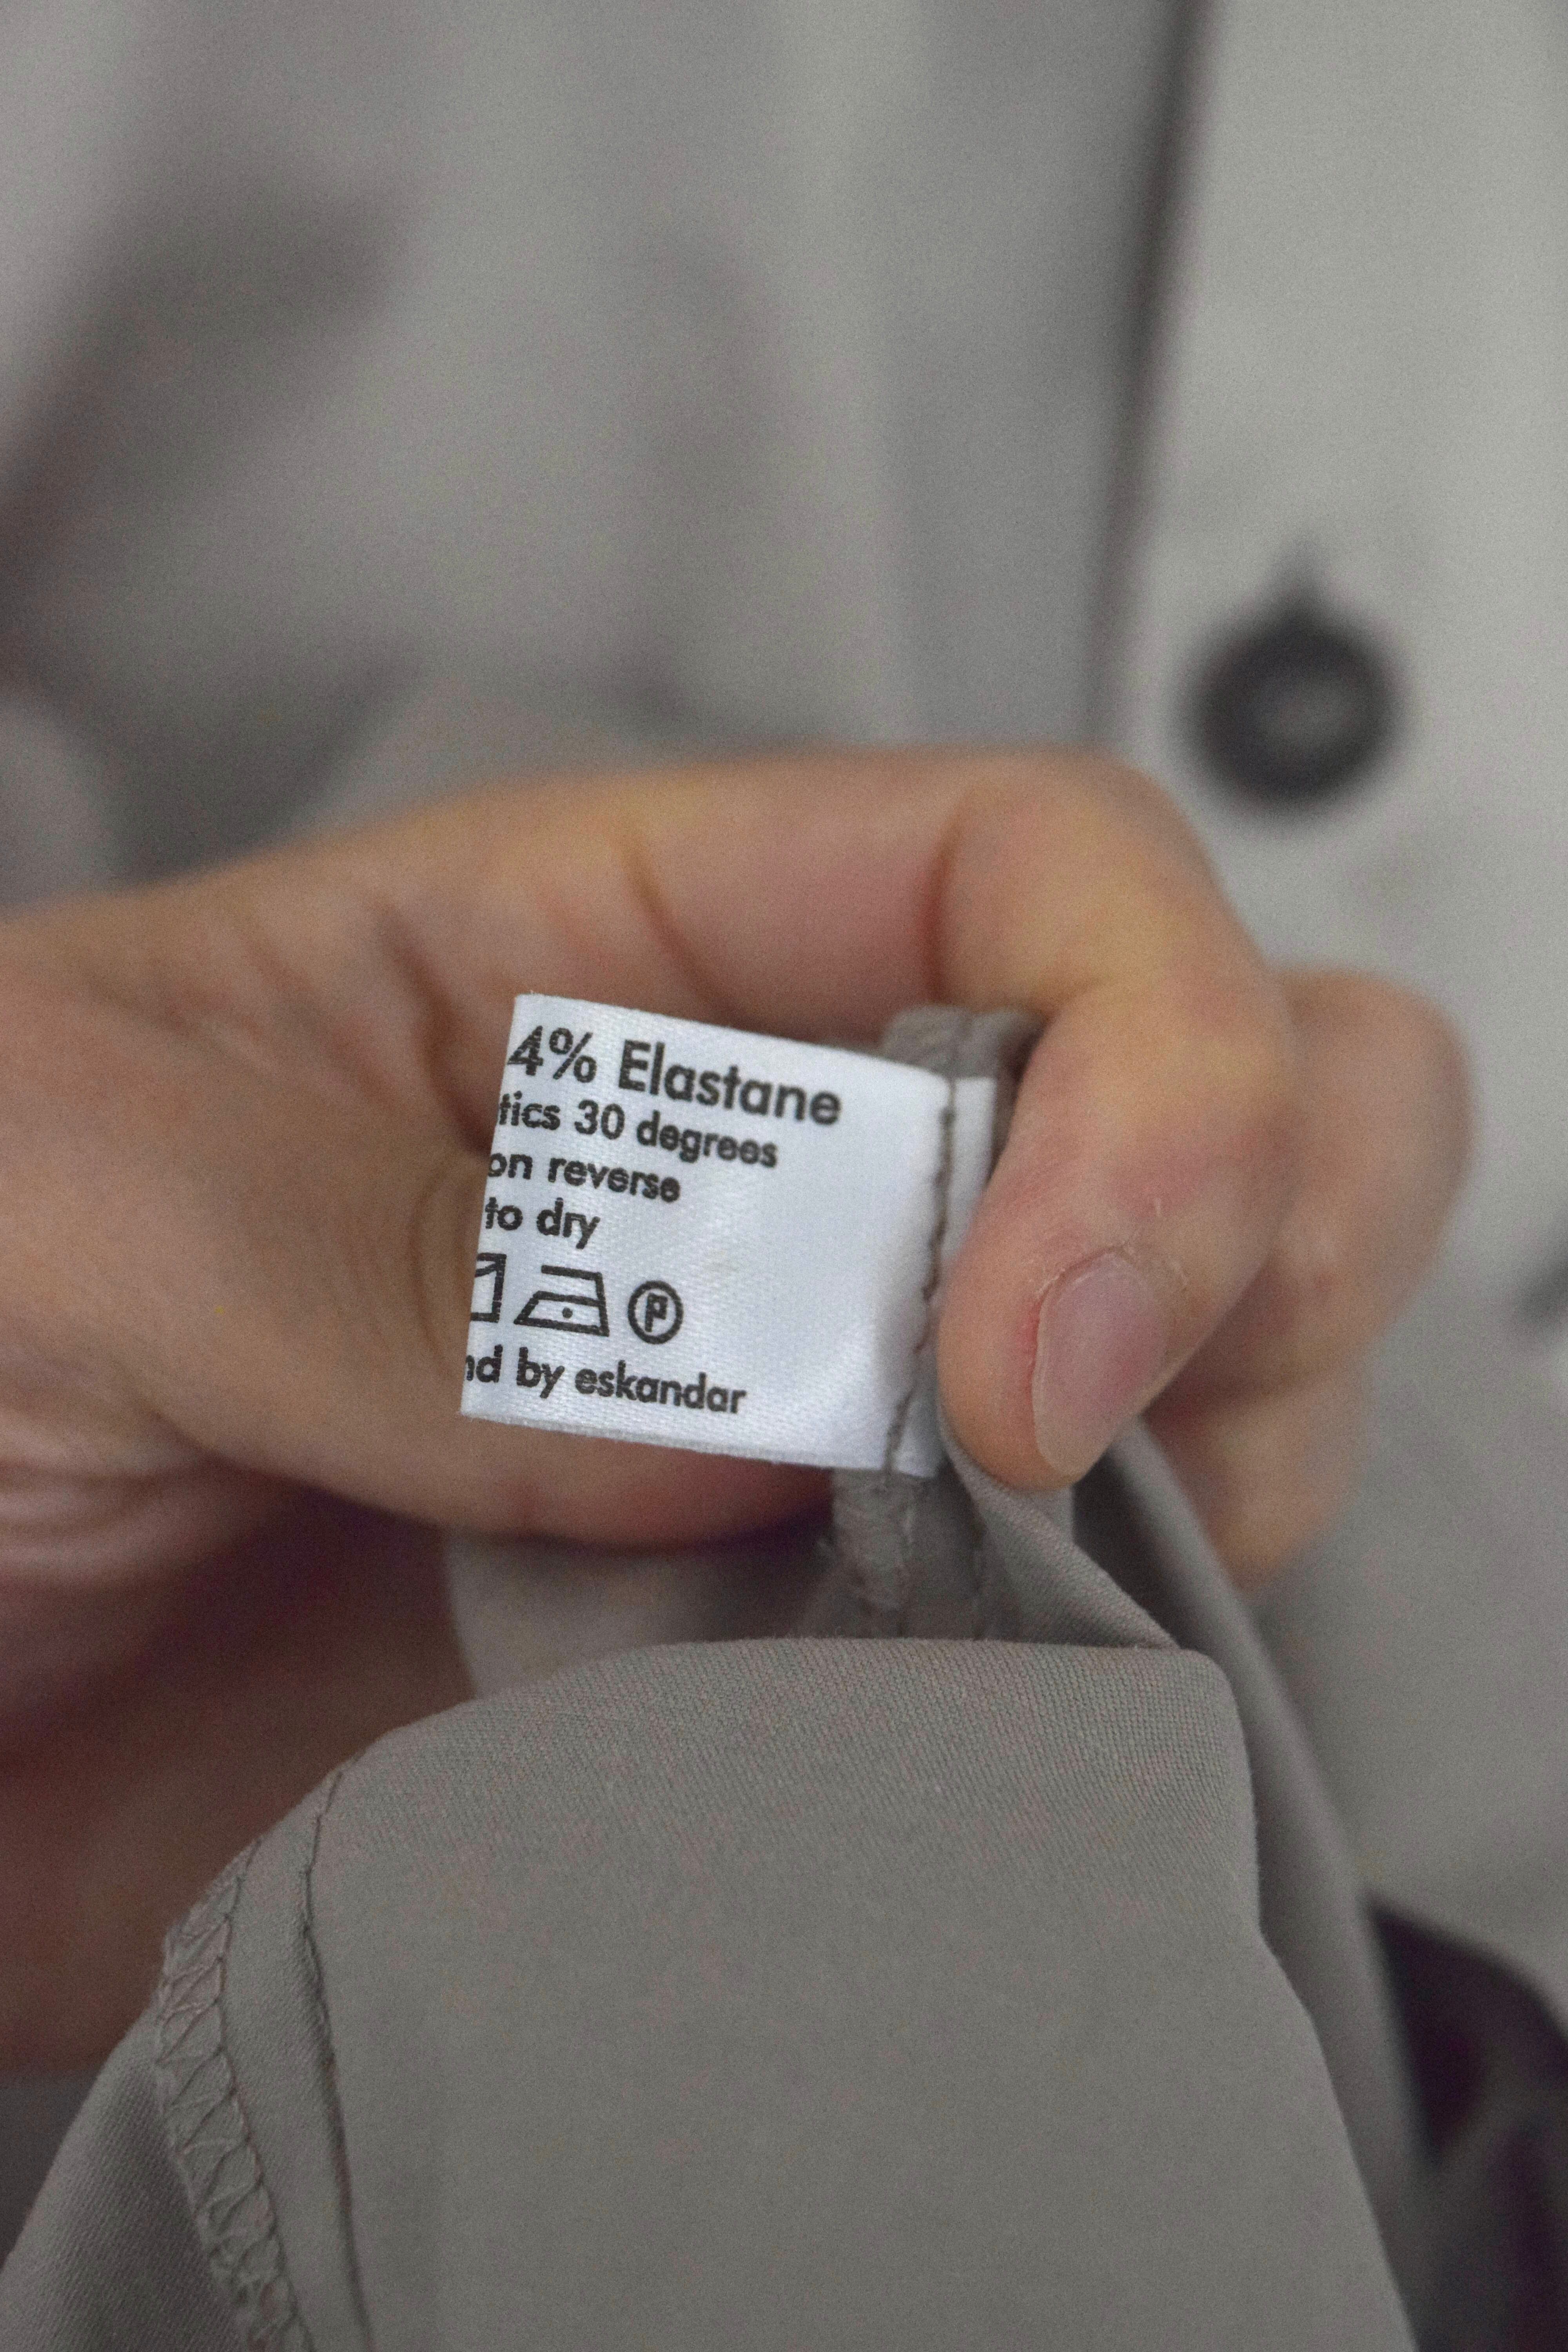 4% Elastane
tics 30 degrees
on reverse
to dry
P
nd by eskandar